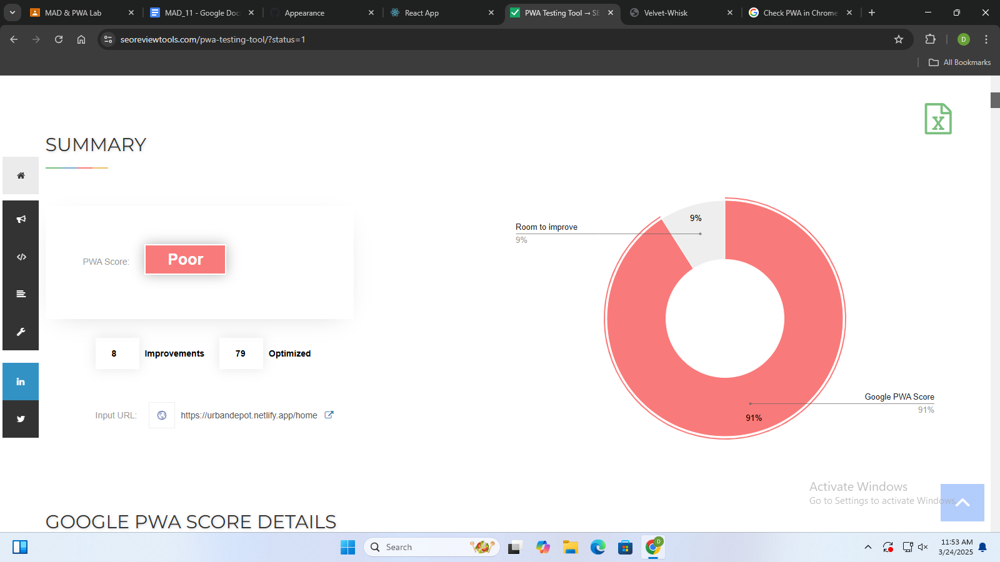 MAD & PWA Lab
MAD_11 - Google Doc
Appearance
React App
PWA Testing Tool → SE
Velvet-Whisk
Check PWA in Chrome
seoreviewtools.com/pwa-testing-tool/?status=1
D
All Bookmarks
X
SUMMARY
PWA Score:
Poor
8
Improvements
79
Optimized
Input URL:
https://urbandepot.netlify.app/home
in
Room to improve
9%
9%
Google PWA Score
91%
91%
Activate Windows
Go to Settings to activate Windows.
GOOGLE PWA SCORE DETAILS
Search
D
11:53 AM
3/24/2025